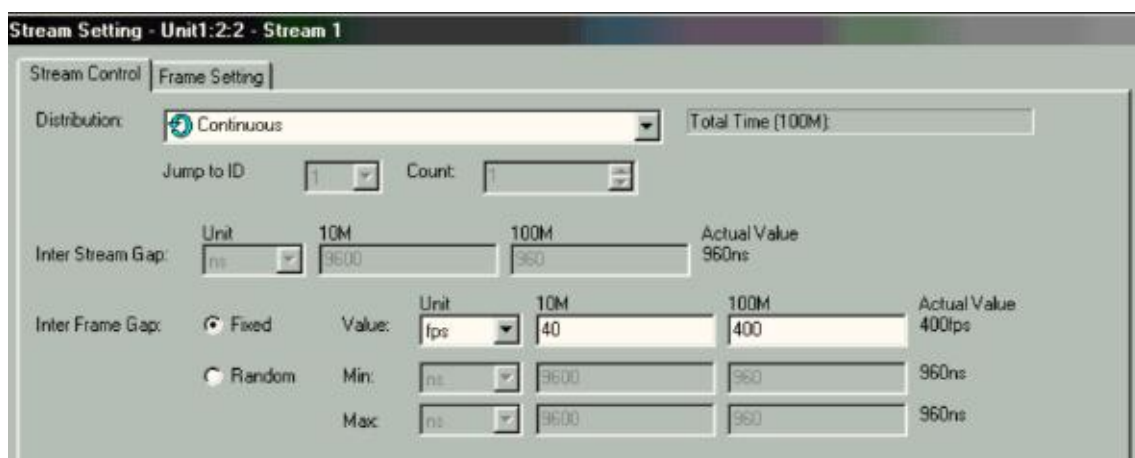 Stream Setting - Unit1:2:2 - Stream 1
Stream Control Frame Setting
Distribution: Continuous Total Time (100M):
Jump to ID 1 Count: 1
Unit 10M 100M Actual Value
Inter Stream Gap: ns 9600 960 960ns
Unit 10M 100M Actual Value
Inter Frame Gap: Fixed Value: fps 40 400 400fps
Random Min: ns 9600 960 960ns
Max: ns 9600 960 960ns